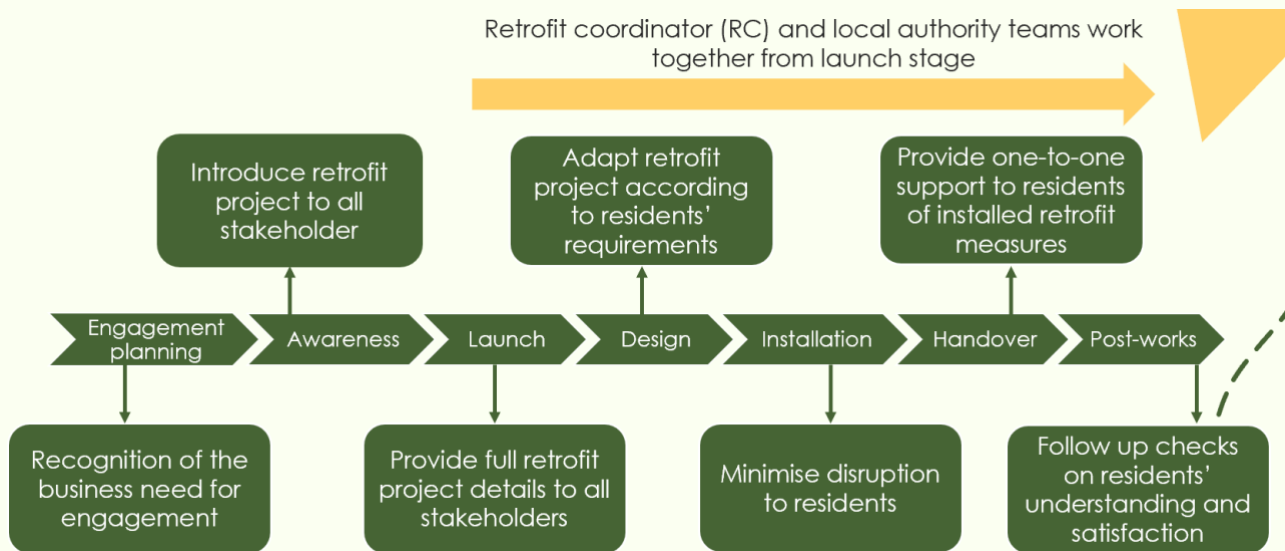 Retrofit coordinator (RC) and local authority teams work
together from launch stage
Introduce retrofit
project to all
stakeholder
Adapt retrofit
project according
to residents'
requirements
Provide one-to-one
support to residents
of installed retrofit
measures
Engagement
planning
Awareness
Launch
Design
Installation
Handover
Post-works
Recognition of the
business need for
engagement
Provide full retrofit
project details to all
stakeholders
Minimise disruption
to residents
Follow up checks
on residents'
understanding and
satisfaction